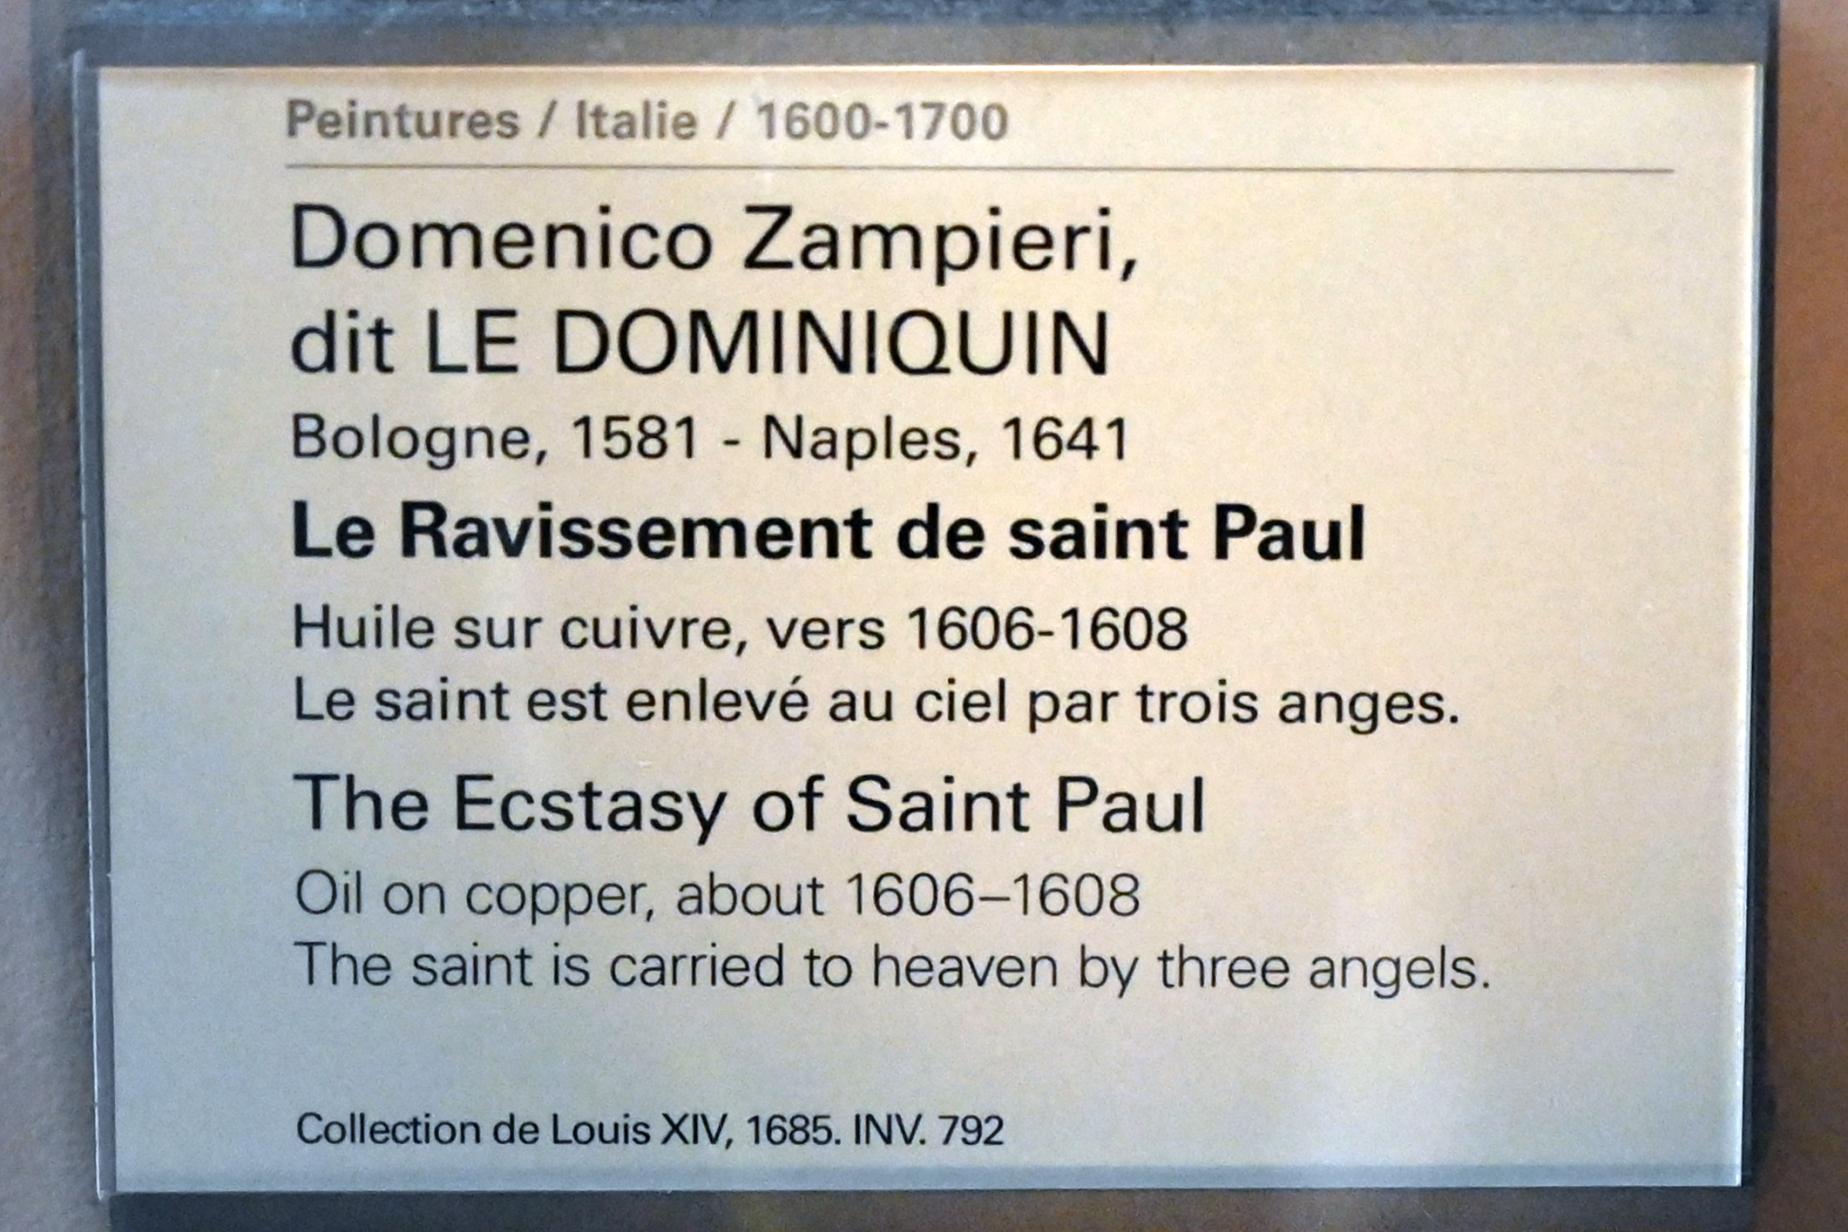 Peintures / Italie / 1600-1700
Domenico Zampieri,
dit LE DOMINIQUIN
Bologne, 1581 - Naples, 1641
Le Ravissement de saint Paul
Huile sur cuivre, vers 1606-1608
Le saint est enlevé au ciel par trois anges.
The Ecstasy of Saint Paul
Oil on copper, about 1606–1608
The saint is carried to heaven by three angels.
Collection de Louis XIV, 1685. INV. 792